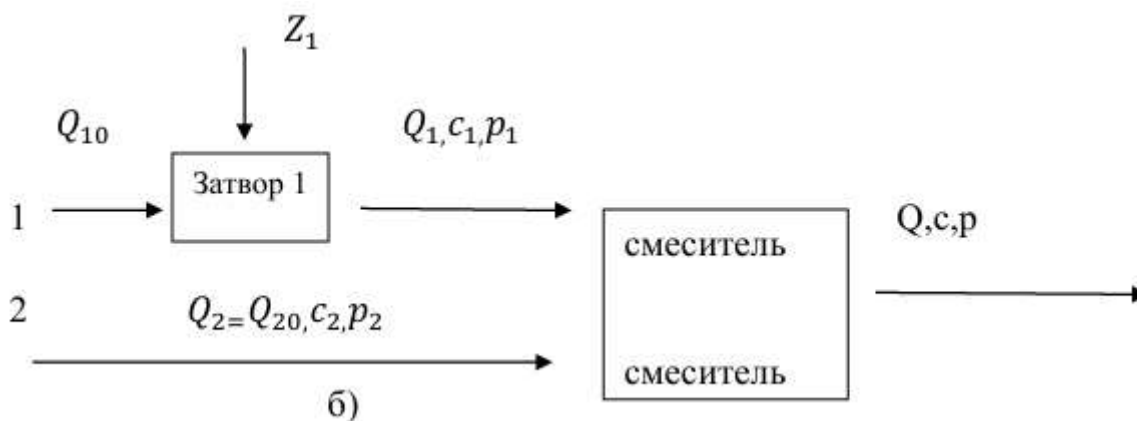 Z₁
Q₁₀
Q₁,c₁,p₁
Затвор 1
1
Q,c,p
смеситель
2
Q₂₌Q₂₀,c₂,p₂
смеситель
б)